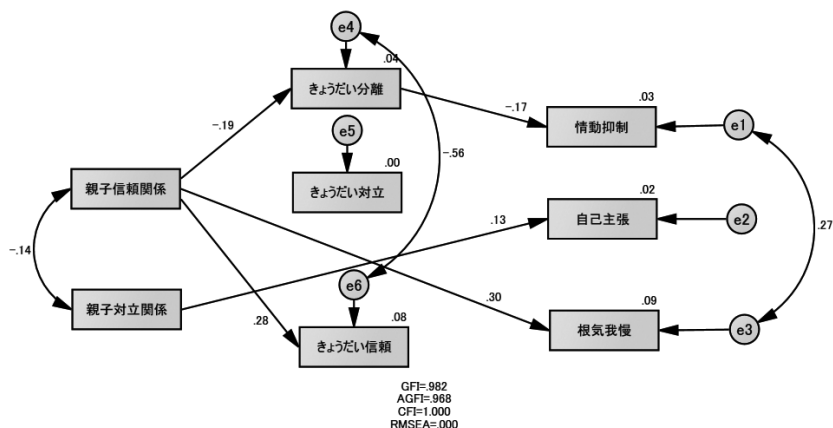 e4
.04
きょうだい分離
-.19
-.17
.03
情動抑制
e1
e5
.00
きょうだい対立
-.56
親子信頼関係
.02
自己主張
e2
.13
.27
-.14
e6
親子対立関係
.28
.08
きょうだい信頼
.30
.09
根気我慢
e3
GFI=.982
AGFI=.968
CFI=1.000
RMSEA=.000